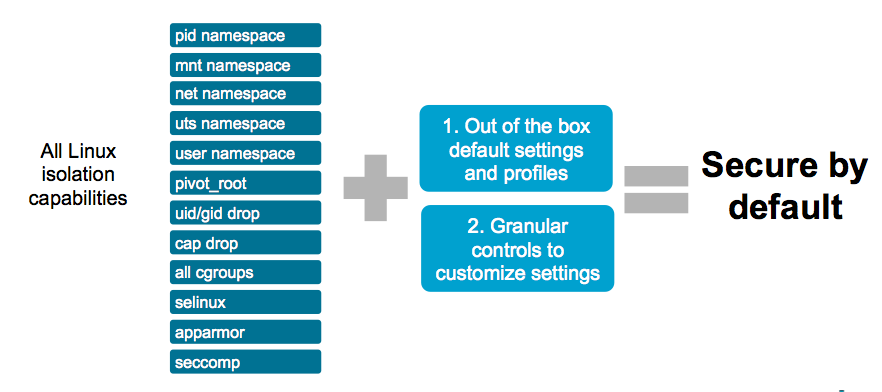 All Linux
isolation
capabilities
pid namespace
mnt namespace
net namespace
uts namespace
user namespace
pivot_root
uid/gid drop
cap drop
all cgroups
selinux
apparmor
seccomp
1. Out of the box
default settings
and profiles
2. Granular
controls to
customize settings
Secure by
default